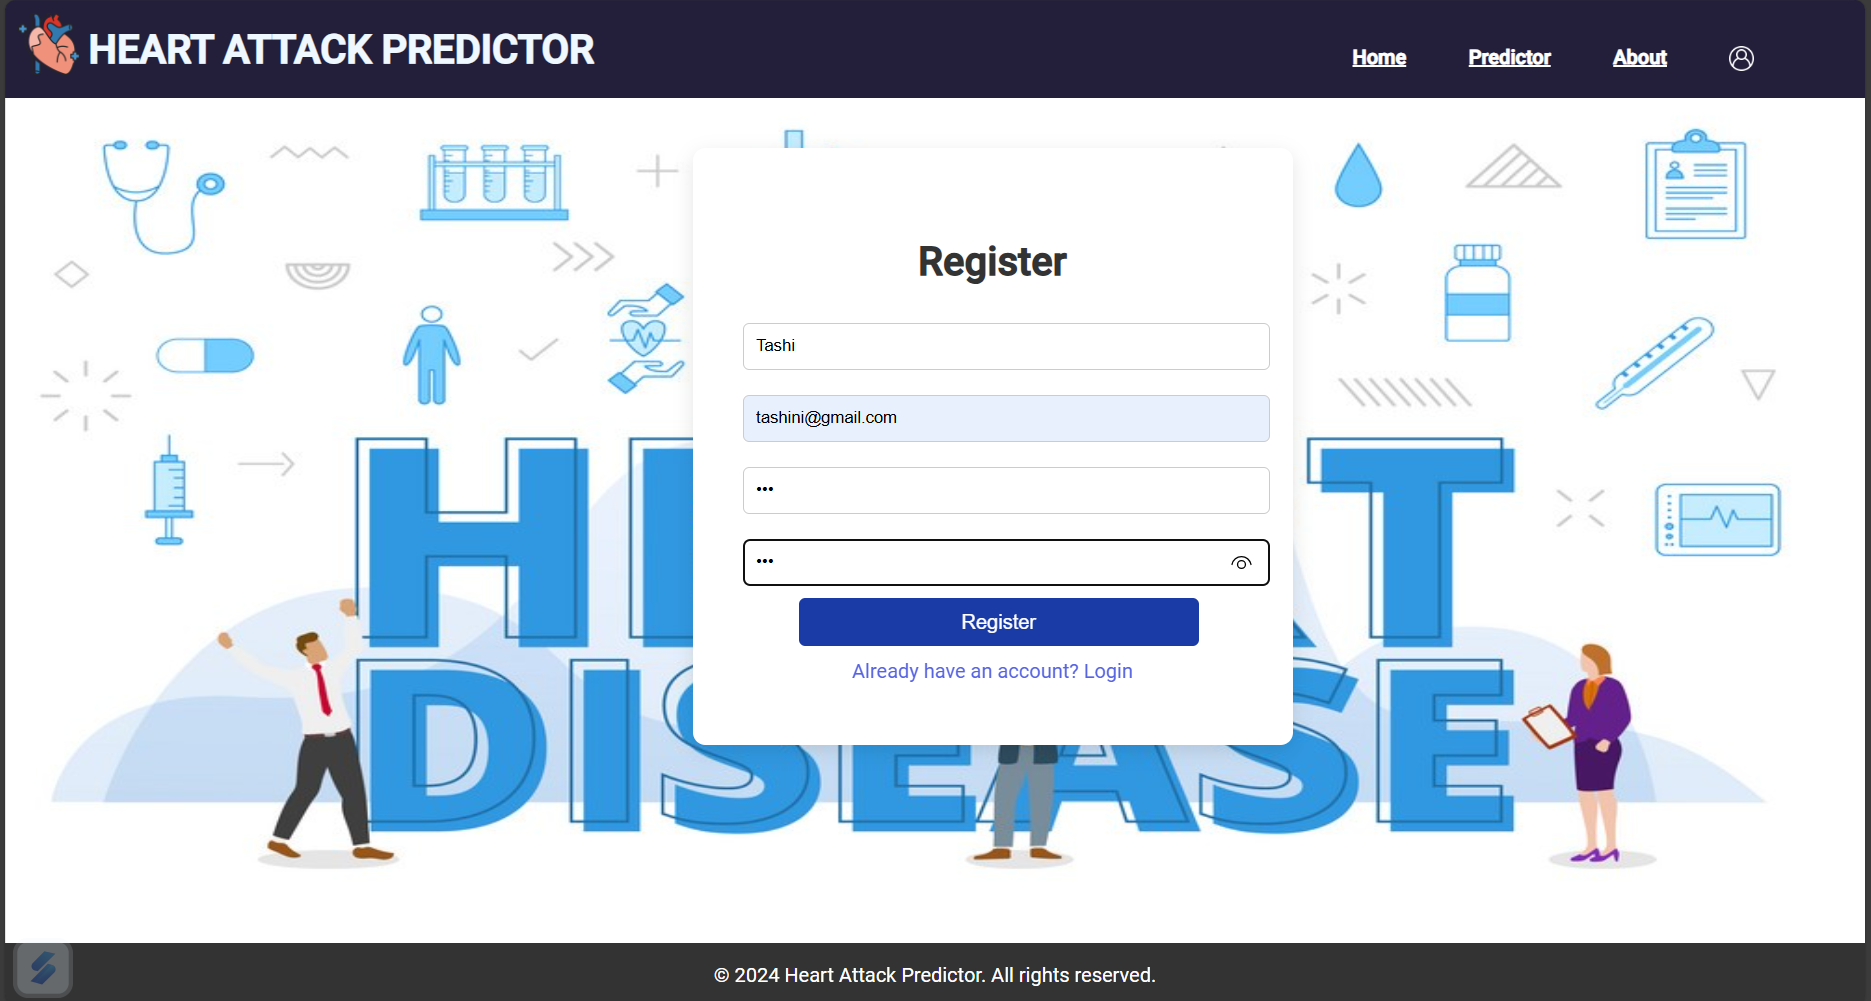 HEART ATTACK PREDICTOR
Home Predictor About
Register
Tashi
tashini@gmail.com
•••
•••
Register
Already have an account? Login
DISEASE
© 2024 Heart Attack Predictor. All rights reserved.